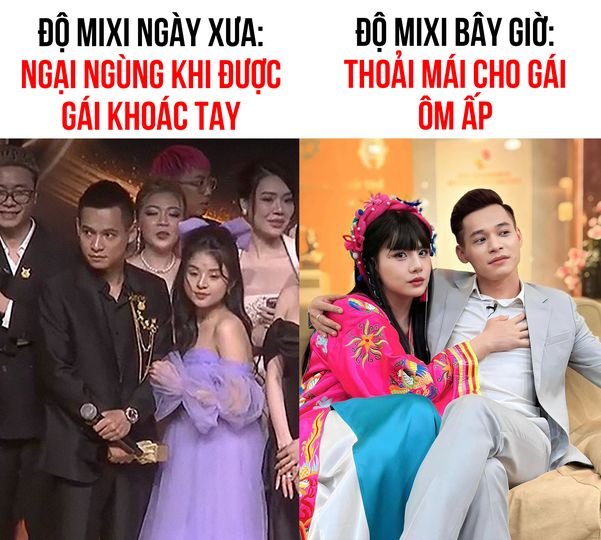 ĐỘ MIXI NGÀY XƯA:
NGẠI NGÙNG KHI ĐƯỢC
GÁI KHOÁC TAY
ĐỘ MIXI BÂY GIỜ:
THOẢI MÁI CHO GÁI
ÔM ẤP